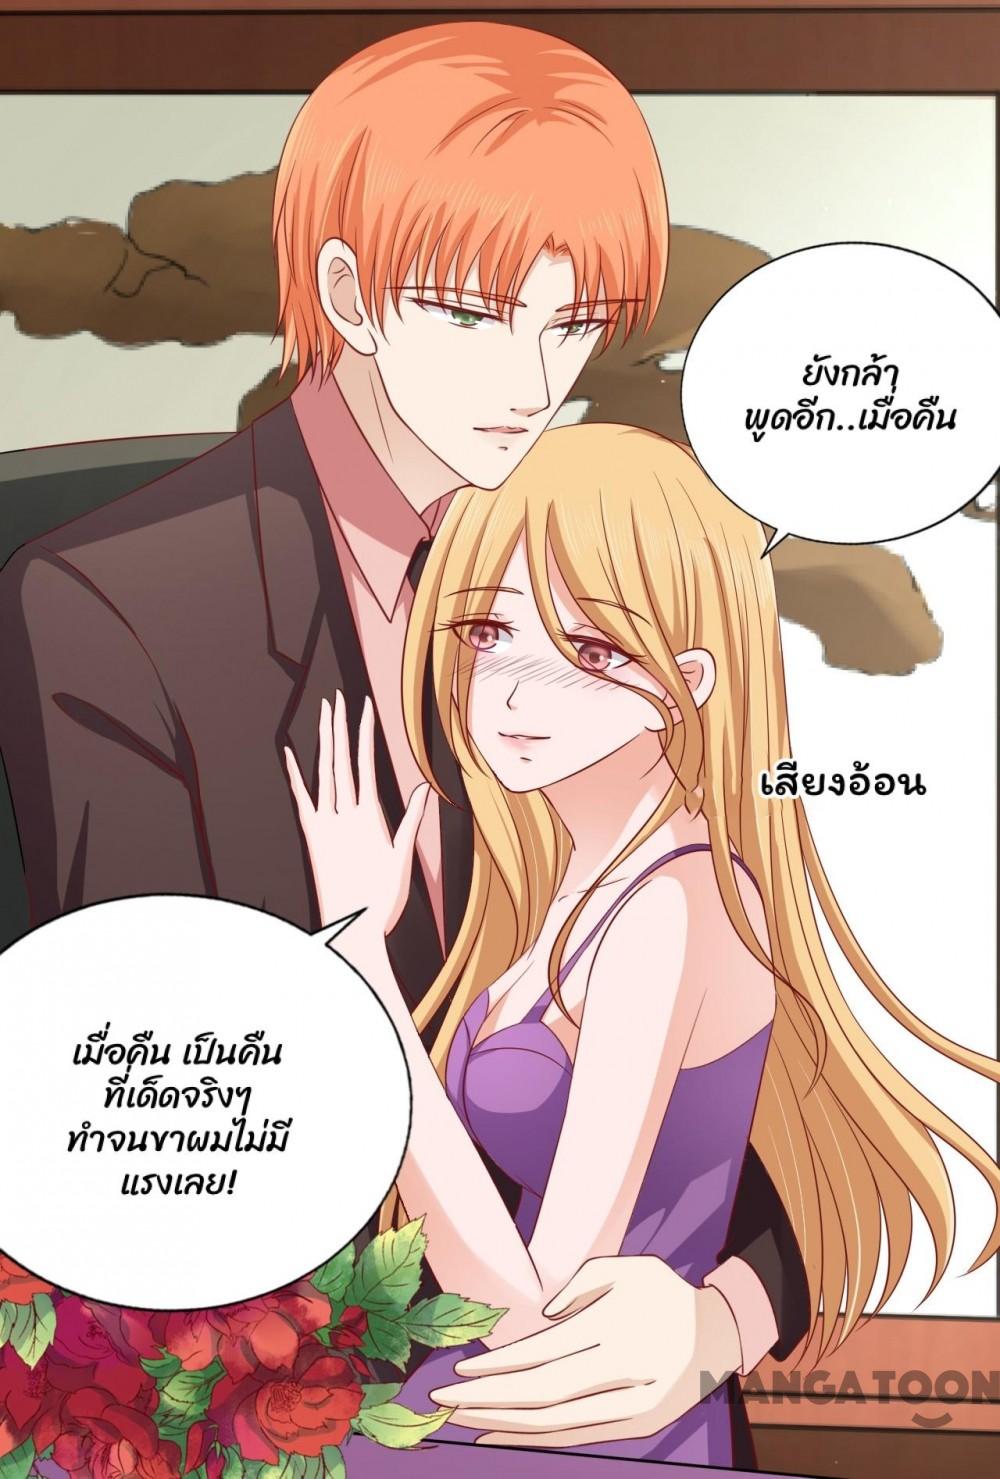 ยังกล้า
พูดอีก..เมื่อคืน
เสียงอ้อน
เมื่อคืน เป็นคืน
ที่เด็ดจริงๆ
ทำจนขาผมไม่มี
แรงเลย!
MANGATOON